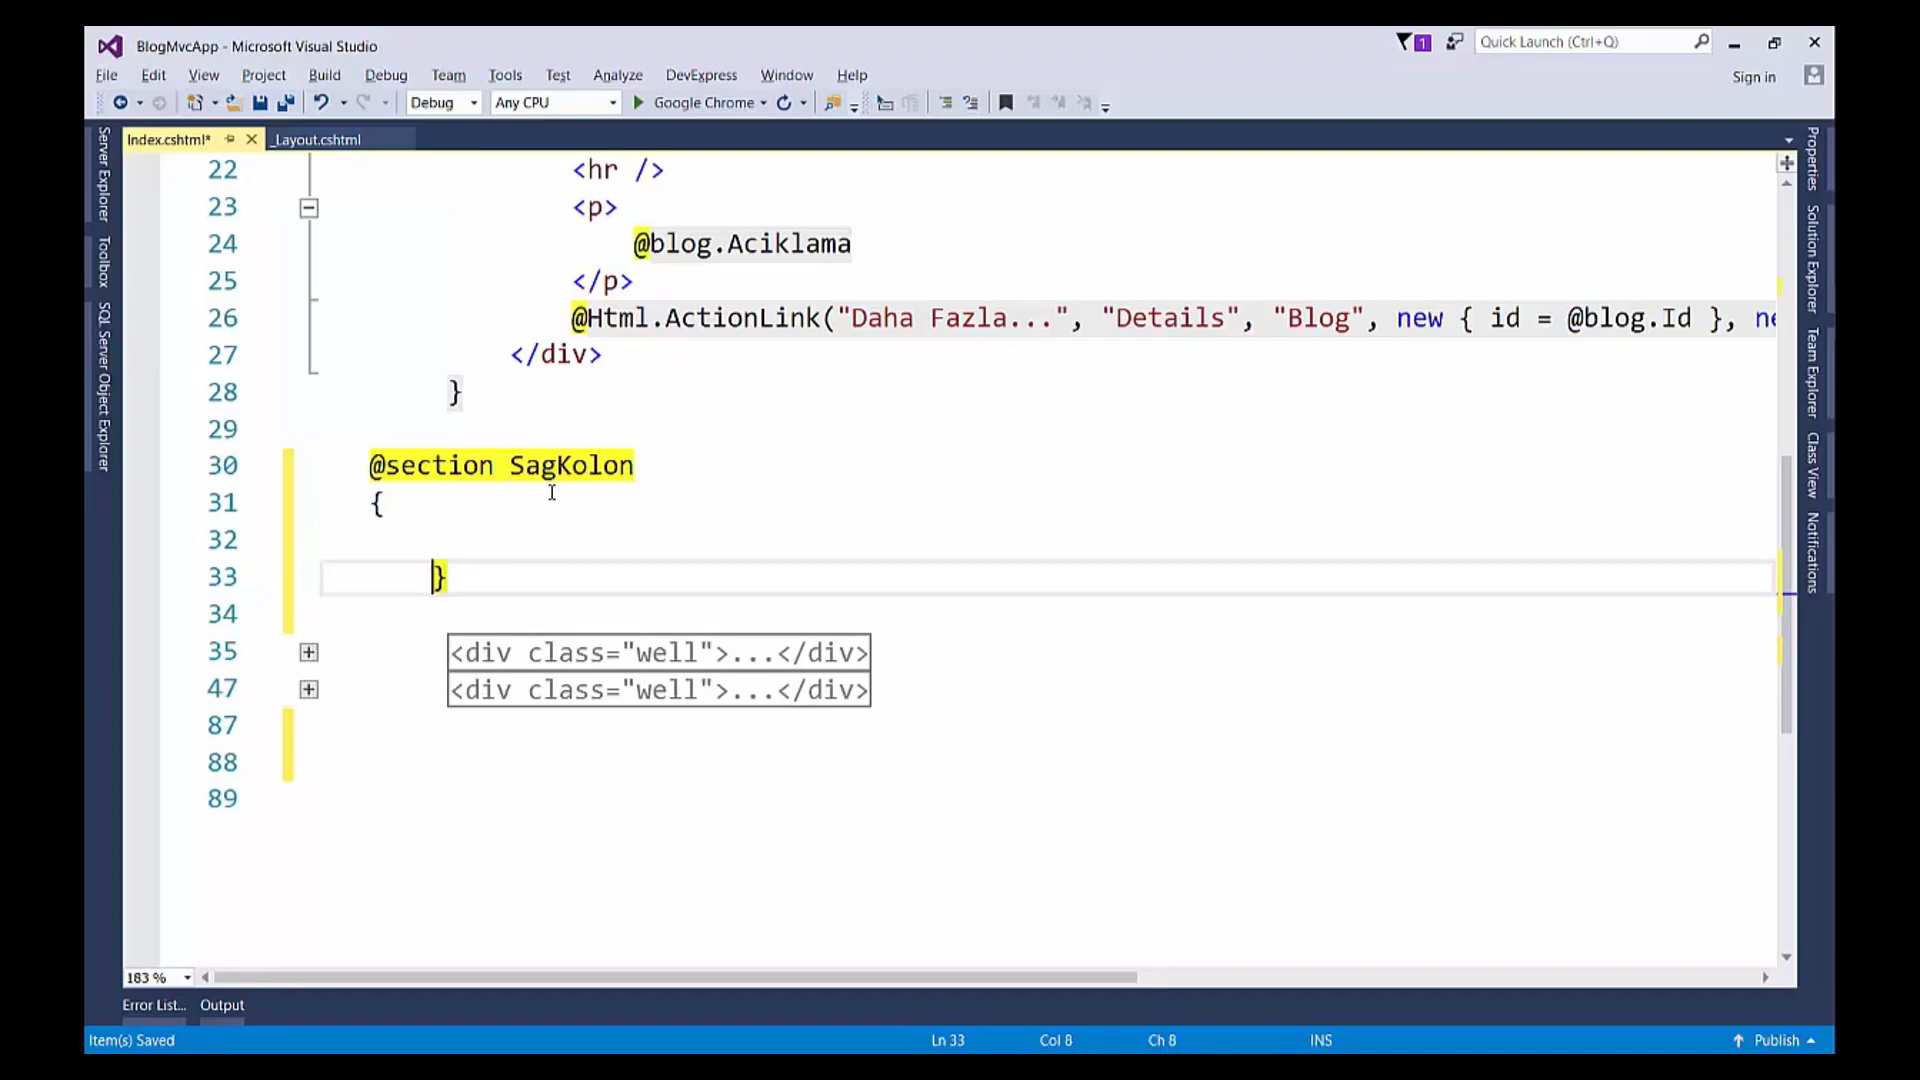 BlogMvcApp - Microsoft Visual Studio
1
Quick Launch (Ctrl+Q)
File Edit View Project Build Debug Team Tools Test Analyze DevExpress Window Help
Sign in
Debug Any CPU Google Chrome
Index.cshtml* _Layout.cshtml
Server Explorer
Toolbox
SQL Server Object Explorer
22 <hr />
23 <p>
24 @blog.Aciklama
25 </p>
26 @Html.ActionLink("Daha Fazla...", "Details", "Blog", new { id = @blog.Id }, ne
27 </div>
28 }
29
30 @section SagKolon
31 {
32
33 }
34
35 <div class="well">...</div>
47 <div class="well">...</div>
87
88
89
Properties
Solution Explorer
Team Explorer
Class View
Notifications
183 %
Error List... Output
Item(s) Saved Ln 33 Col 8 Ch 8 INS Publish